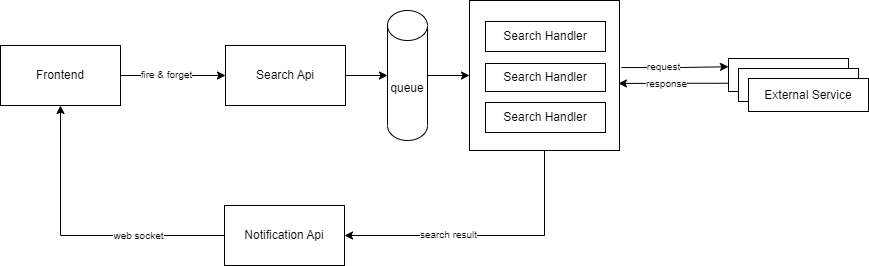 Frontend
fire & forget
Search Api
queue
Search Handler
Search Handler
Search Handler
request
response
External Service
web socket
Notification Api
search result